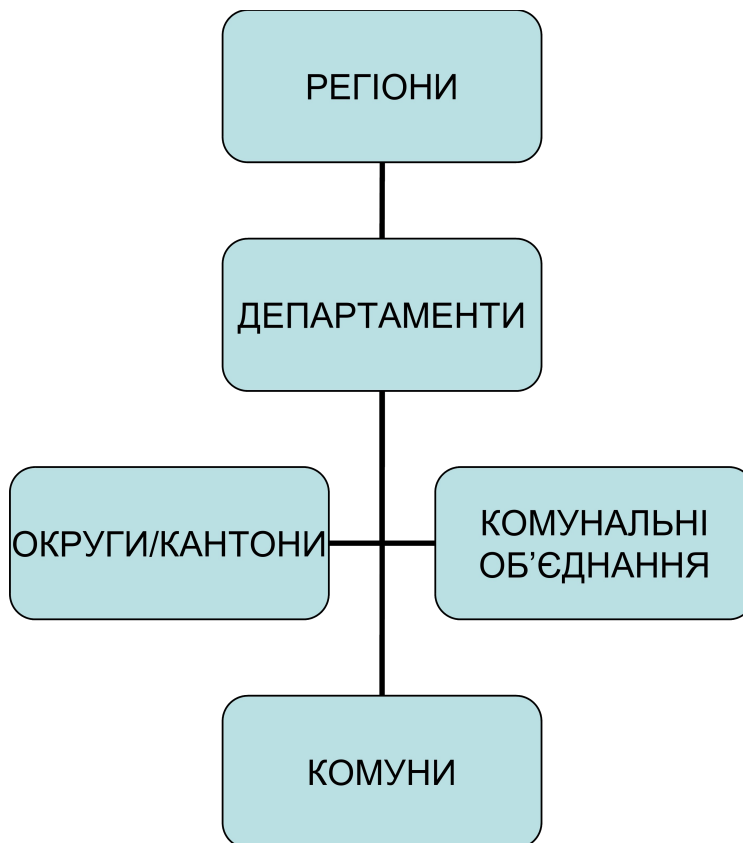 РЕГІОНИ
ДЕПАРТАМЕНТИ
ОКРУГИ/КАНТОНИ
КОМУНАЛЬНІ
ОБ’ЄДНАННЯ
КОМУНИ